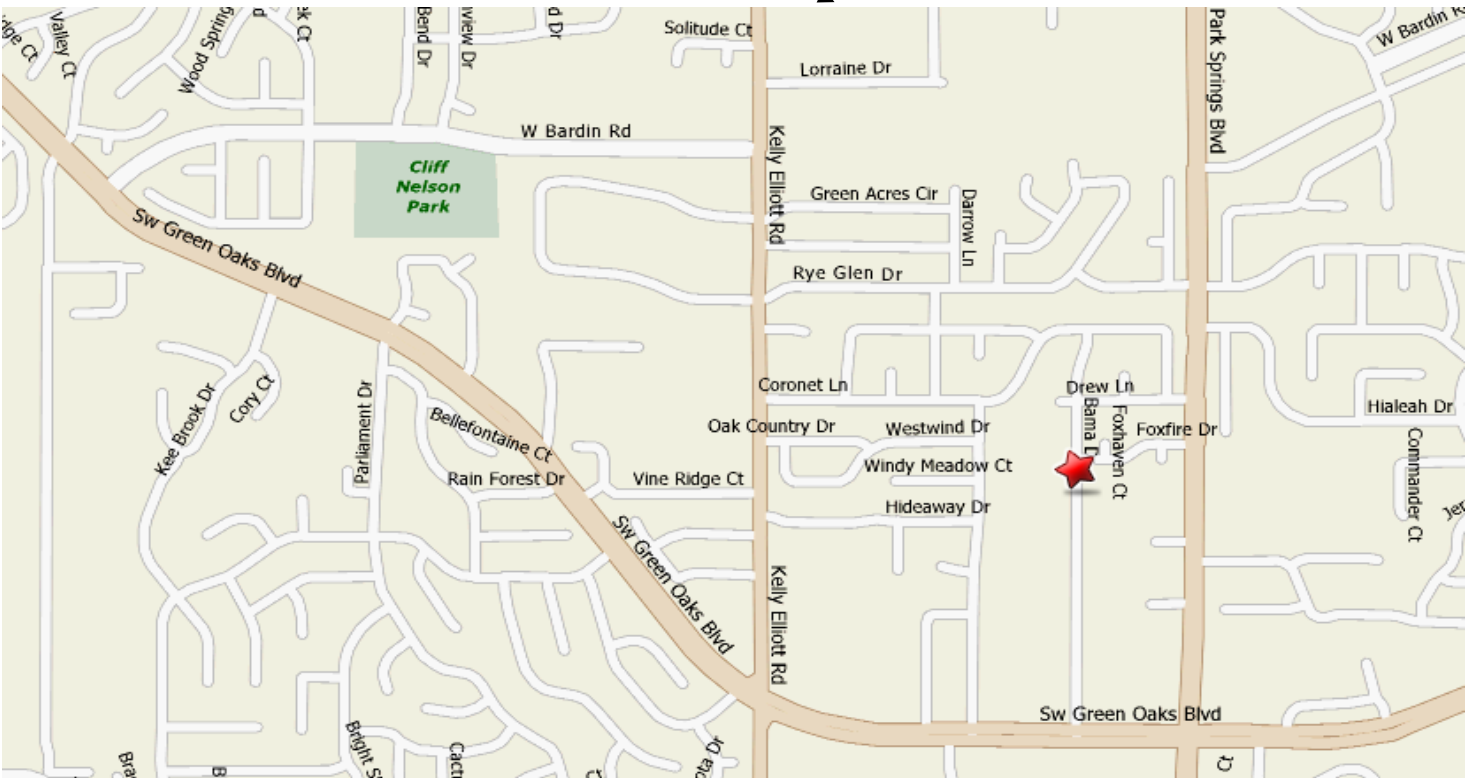 Valley Ct
Wood Spring
Bend Dr
Solitude Ct
Lorraine Dr
Park Springs Blvd
W Bardin R
W Bardin Rd
Kelly Elliott Rd
Cliff
Nelson
Park
Green Acres Cir
Darrow Ln
Sw Green Oaks Blvd
Rye Glen Dr
Kee Brook Dr
Cory Ct
Parliament Dr
Bellefontaine Ct
Coronet Ln
Drew Ln
Bama D
Foxhaven Ct
Hialeah Dr
Oak Country Dr
Westwind Dr
Foxfire Dr
Commander Ct
Windy Meadow Ct
Rain Forest Dr
Vine Ridge Ct
Hideaway Dr
Sw Green Oaks Blvd
Kelly Elliott Rd
Sw Green Oaks Blvd
Bright S
Cactu